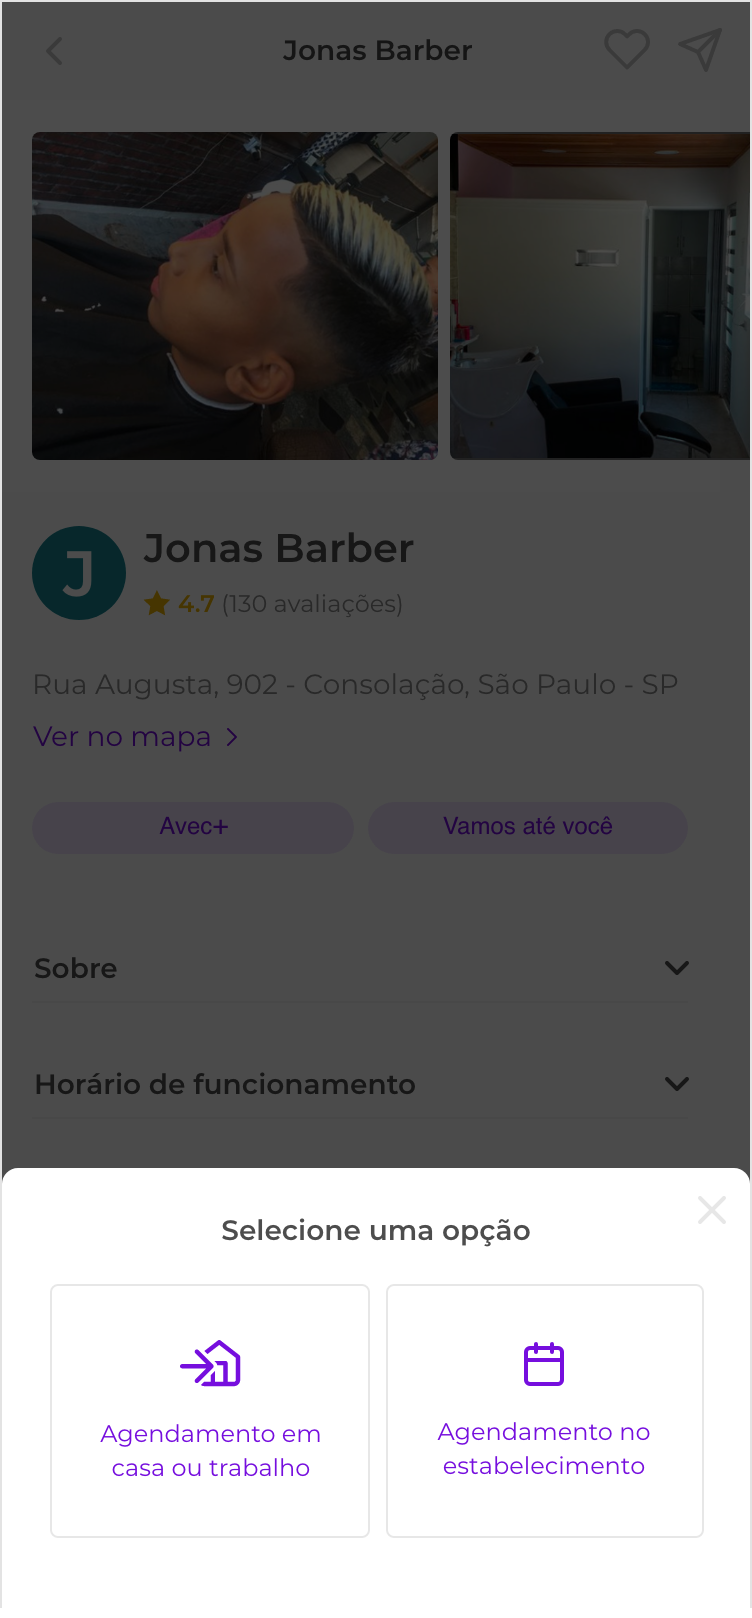 Jonas Barber
J
Jonas Barber
4.7 (130 avaliações)
Rua Augusta, 902 - Consolação, São Paulo - SP
Ver no mapa
Avec+
Vamos até você
Sobre
Horário de funcionamento
Selecione uma opção
Agendamento em
casa ou trabalho
Agendamento no
estabelecimento